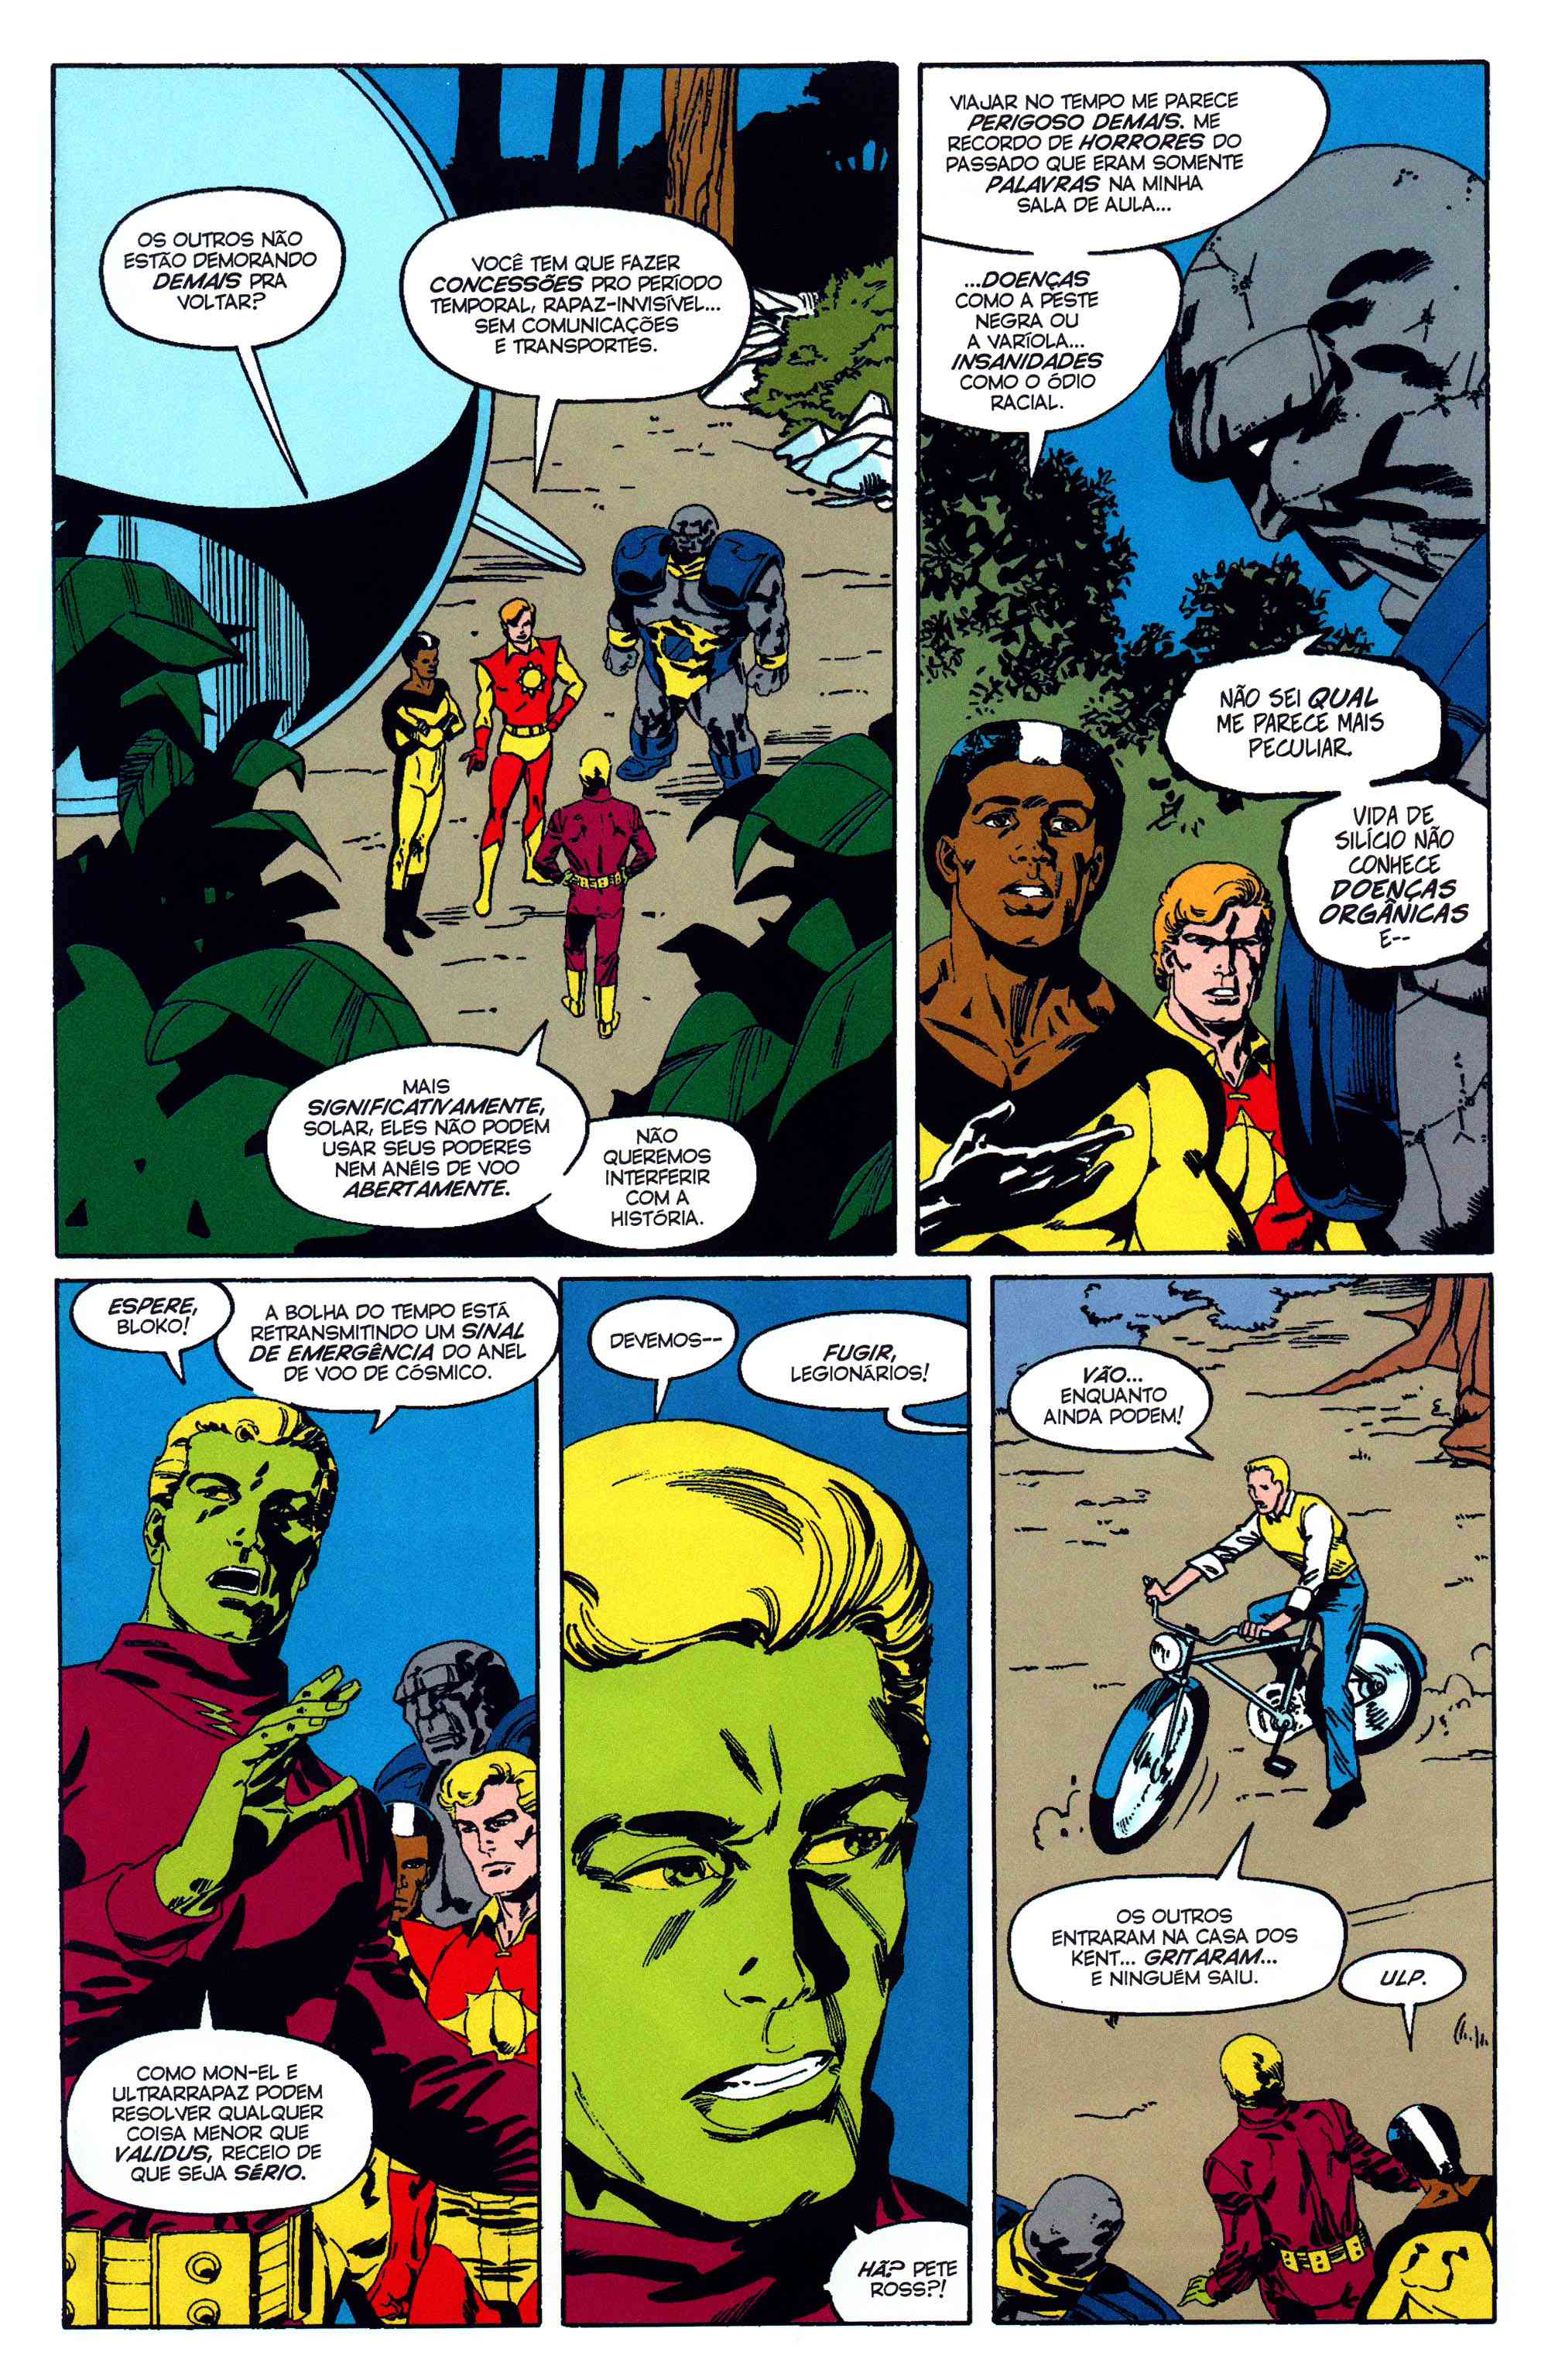 OS OUTROS NÃO
ESTÃO DEMORANDO
DEMAIS PRA
VOLTAR?
VOCÊ TEM QUE FAZER
CONCESSÕES PRO PERÍODO
TEMPORAL, RAPAZ-INVISÍVEL...
SEM COMUNICAÇÕES
E TRANSPORTES.
MAIS
SIGNIFICATIVAMENTE,
SOLAR, ELES NÃO PODEM
USAR SEUS PODERES
NEM ANÉIS DE VOO
ABERTAMENTE.
NÃO
QUEREMOS
INTERFERIR
COM A
HISTÓRIA.
VIAJAR NO TEMPO ME PARECE
PERIGOSO DEMAIS. ME
RECORDO DE HORRORES DO
PASSADO QUE ERAM SOMENTE
PALAVRAS NA MINHA
SALA DE AULA...
...DOENÇAS
COMO A PESTE
NEGRA OU
A VARÍOLA...
INSANIDADES
COMO O ÓDIO
RACIAL.
NÃO SEI QUAL
ME PARECE MAIS
PECULIAR.
VIDA DE
SILÍCIO NÃO
CONHECE
DOENÇAS
ORGÂNICAS
E--
ESPERE,
BLOKO!
A BOLHA DO TEMPO ESTÁ
RETRANSMITINDO UM SINAL
DE EMERGÊNCIA DO ANEL
DE VOO DE CÓSMICO.
COMO MON-EL E
ULTRARRAPAZ PODEM
RESOLVER QUALQUER
COISA MENOR QUE
VALIDUS, RECEIO DE
QUE SEJA SÉRIO.
DEVEMOS--
FUGIR,
LEGIONÁRIOS!
HÃ? PETE
ROSS?!
VÃO...
ENQUANTO
AINDA PODEM!
OS OUTROS
ENTRARAM NA CASA DOS
KENT... GRITARAM...
E NINGUÉM SAIU.
ULP.